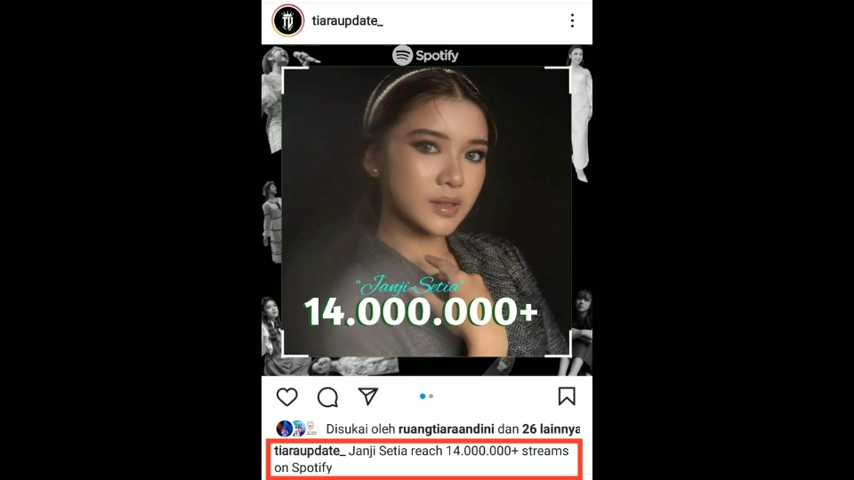 tiaraupdate_
Spotify
"Janji Setia"
14.000.000+
Disukai oleh ruangtiaraandini dan 26 lainnya
tiaraupdate_ Janji Setia reach 14.000.000+ streams
on Spotify